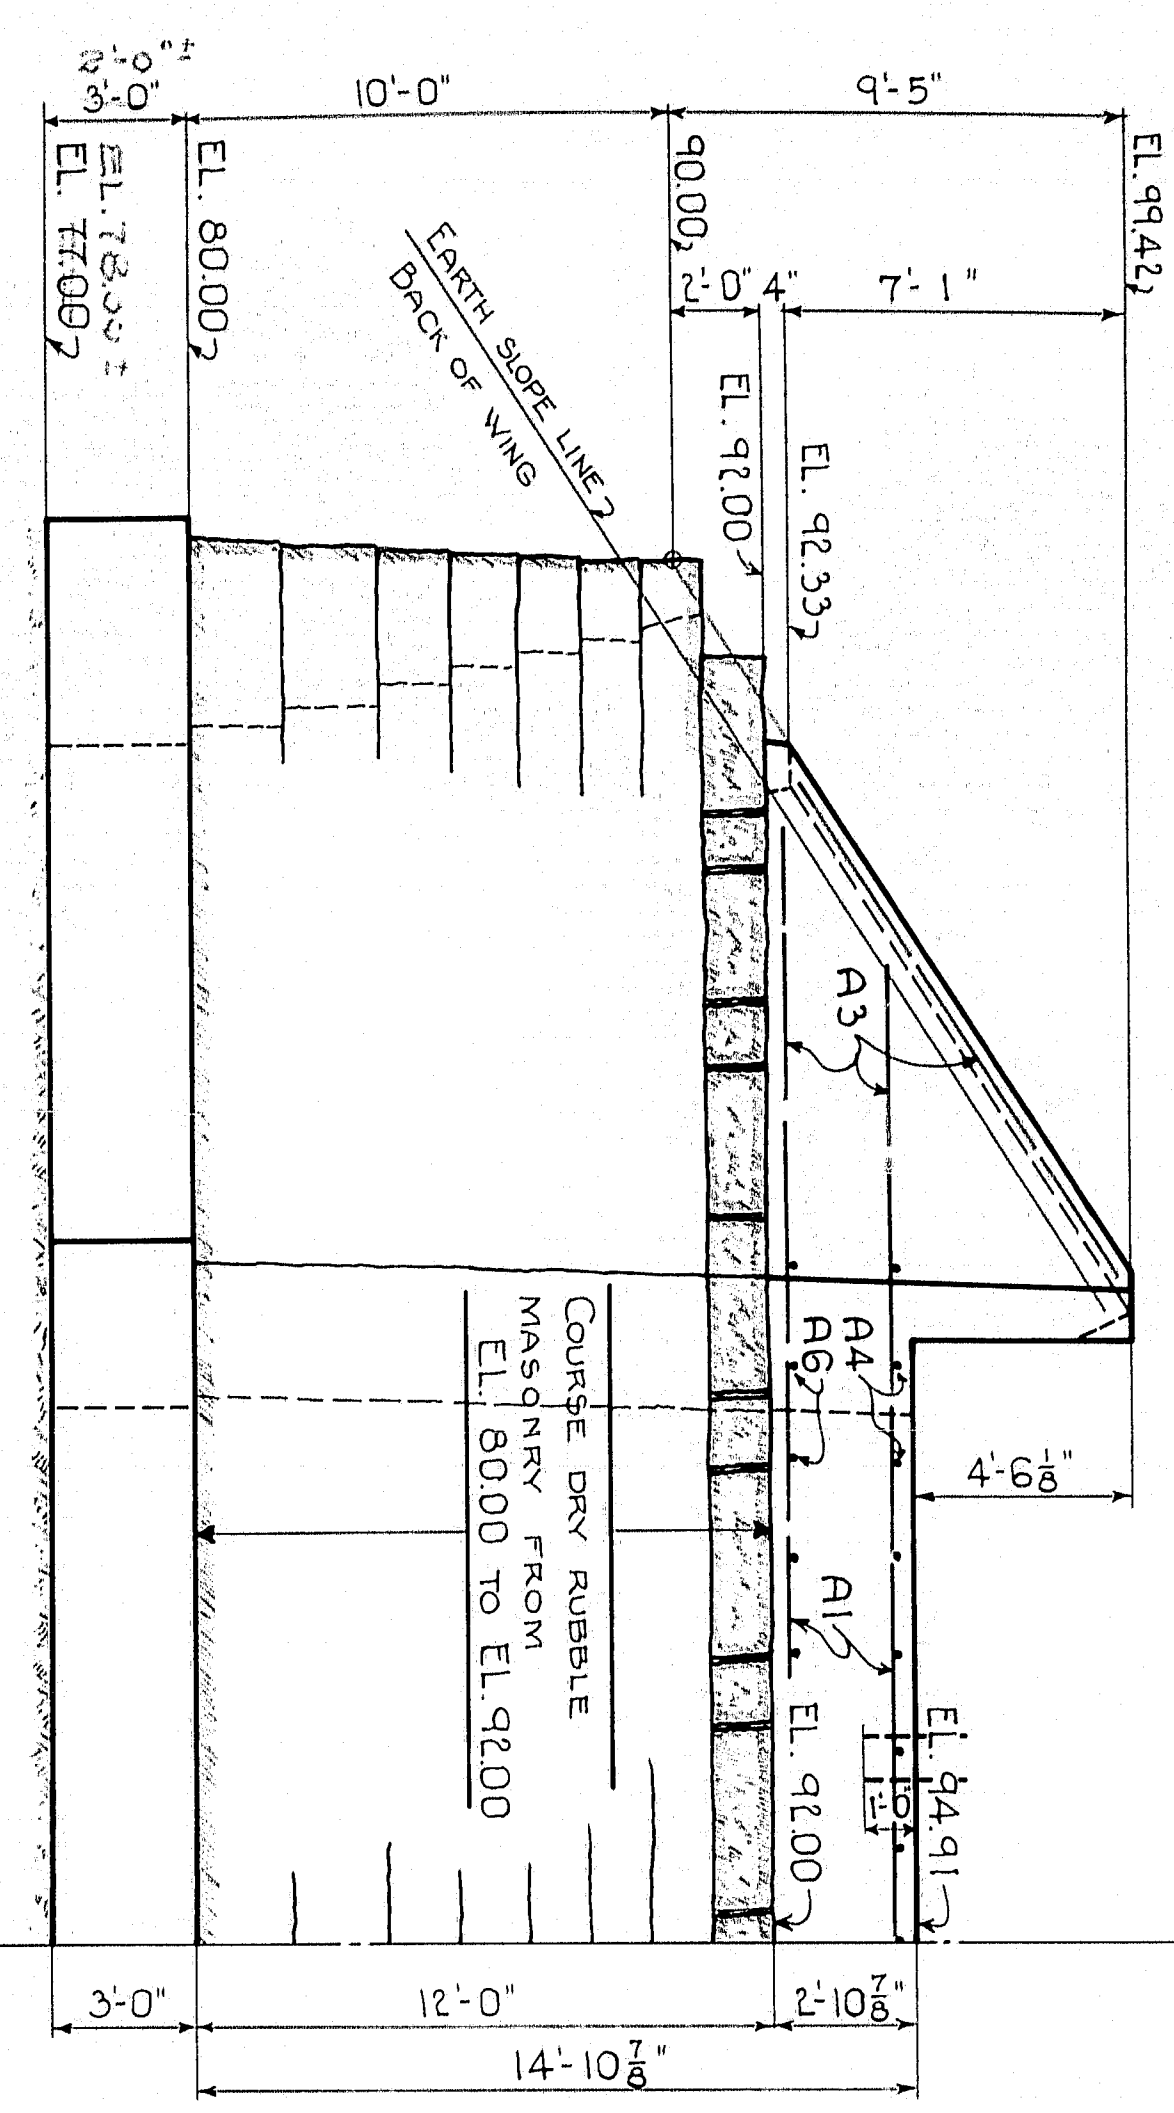 2'-0"±
3'-0"
10'-0"
9'-5"
EL. 99.42
90.00
EL. 80.00
EL. 78.00 ±
EL. 77.00
2'-0"
4"
7'-1"
EARTH SLOPE LINE
BACK OF WING
EL. 92.00
EL. 92.33
A3
A4
A6
4'-6 1/8"
COURSE DRY RUBBLE
MASONRY FROM
EL. 80.00 TO EL. 92.00
A1
EL. 92.00
EL. 94.91
1'-0"
3'-0"
12'-0"
2'-10 7/8"
14'-10 7/8"